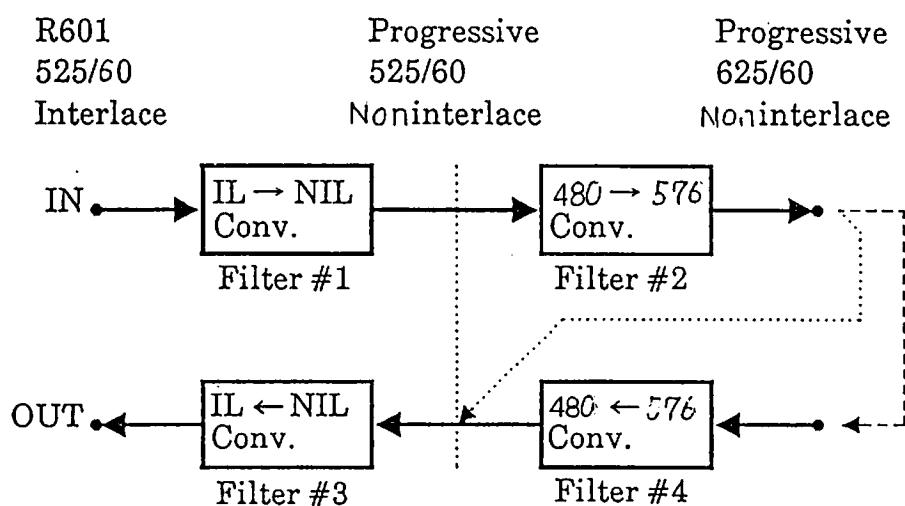 R601
525/60
Interlace
Progressive
525/60
Noninterlace
Progressive
625/60
Noninterlace
IN
IL → NIL
Conv.
Filter #1
480 → 576
Conv.
Filter #2
OUT
IL ← NIL
Conv.
Filter #3
480 ← 576
Conv.
Filter #4